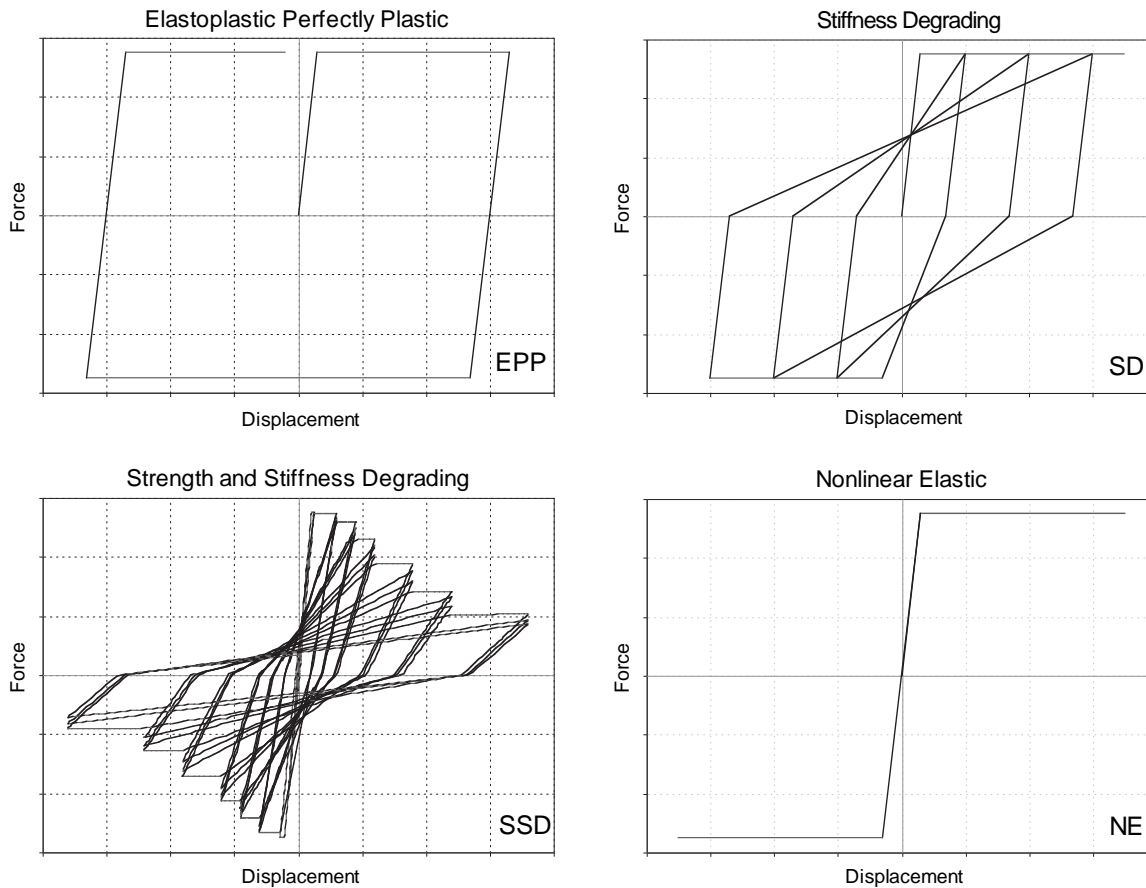 Elastoplastic Perfectly Plastic
Force
EPP
Displacement
Stiffness Degrading
Force
SD
Displacement
Strength and Stiffness Degrading
Force
SSD
Displacement
Nonlinear Elastic
Force
NE
Displacement